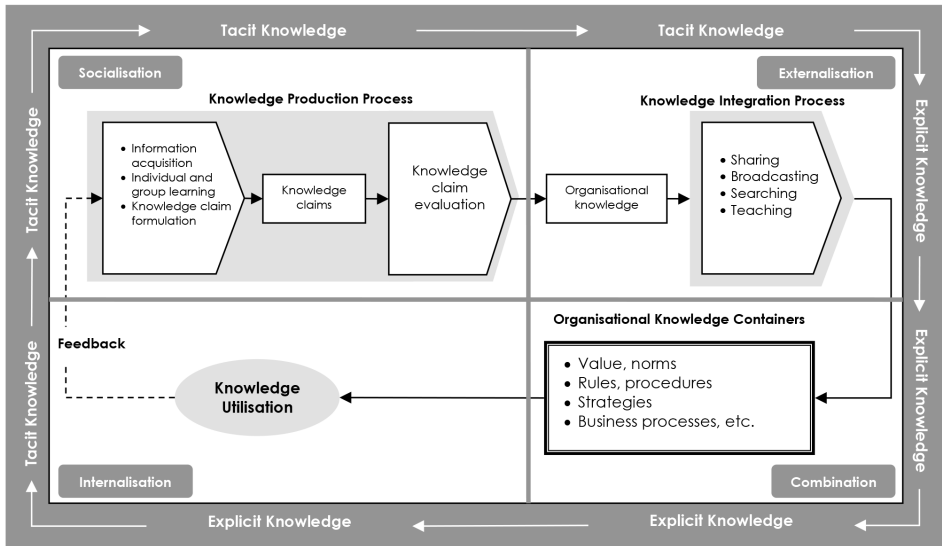 Tacit Knowledge
Tacit Knowledge
Socialisation
Externalisation
Knowledge Production Process
Knowledge Integration Process
Tacit Knowledge
Explicit Knowledge
• Information
acquisition
• Individual and
group learning
• Knowledge claim
formulation
Knowledge
claims
Knowledge
claim
evaluation
Organisational
knowledge
• Sharing
• Broadcasting
• Searching
• Teaching
Organisational Knowledge Containers
Feedback
Knowledge
Utilisation
• Value, norms
• Rules, procedures
• Strategies
• Business processes, etc.
Tacit Knowledge
Explicit Knowledge
Internalisation
Combination
Explicit Knowledge
Explicit Knowledge